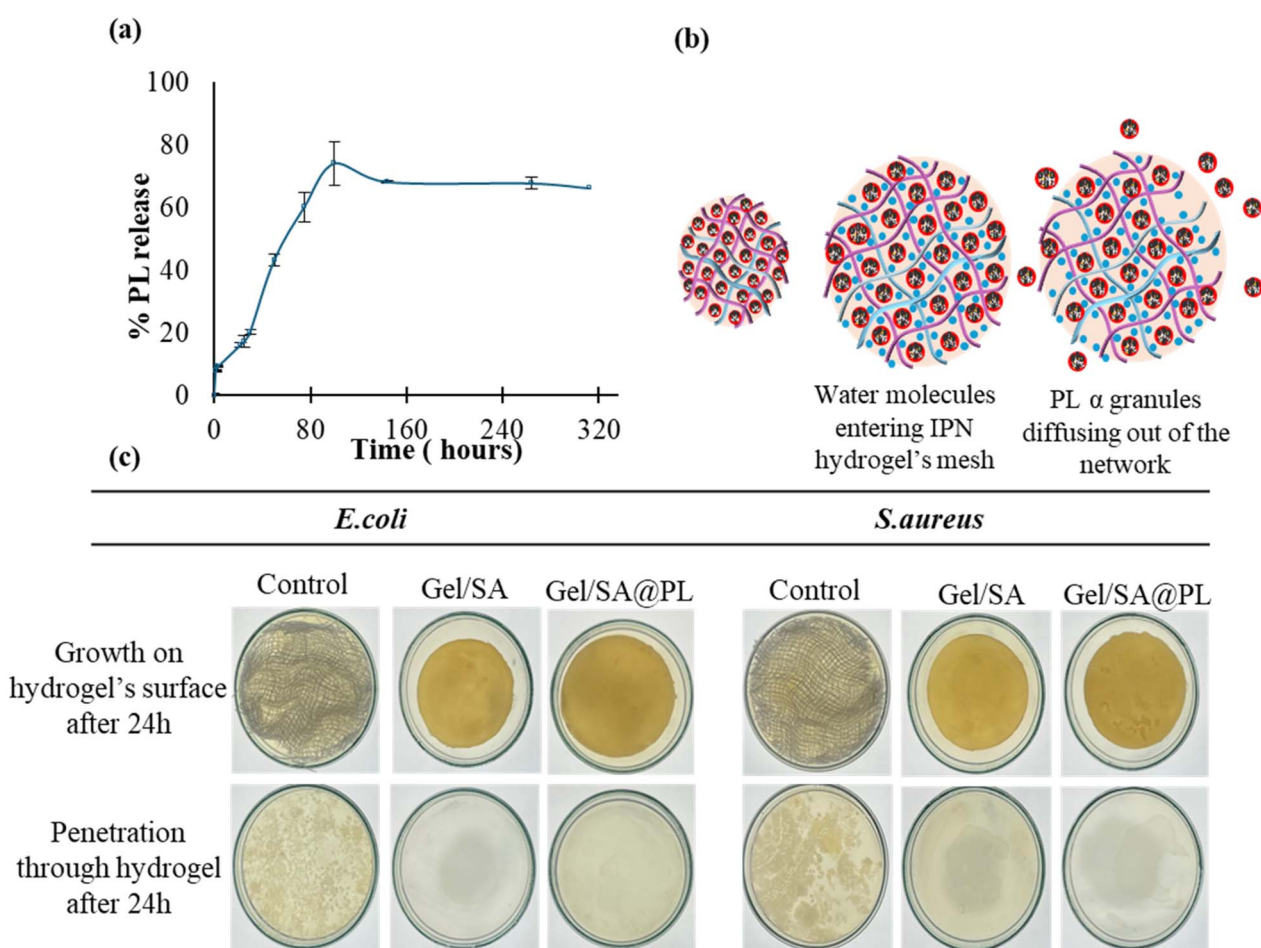 (a)
100
80
60
40
20
0
% PL release
0
80
160
240
320
Time ( hours)
(b)
Water molecules
entering IPN
hydrogel's mesh
PL α granules
diffusing out of the
network
(c)
E.coli
S.aureus
Control
Gel/SA
Gel/SA@PL
Control
Gel/SA
Gel/SA@PL
Growth on
hydrogel's surface
after 24h
Penetration
through hydrogel
after 24h